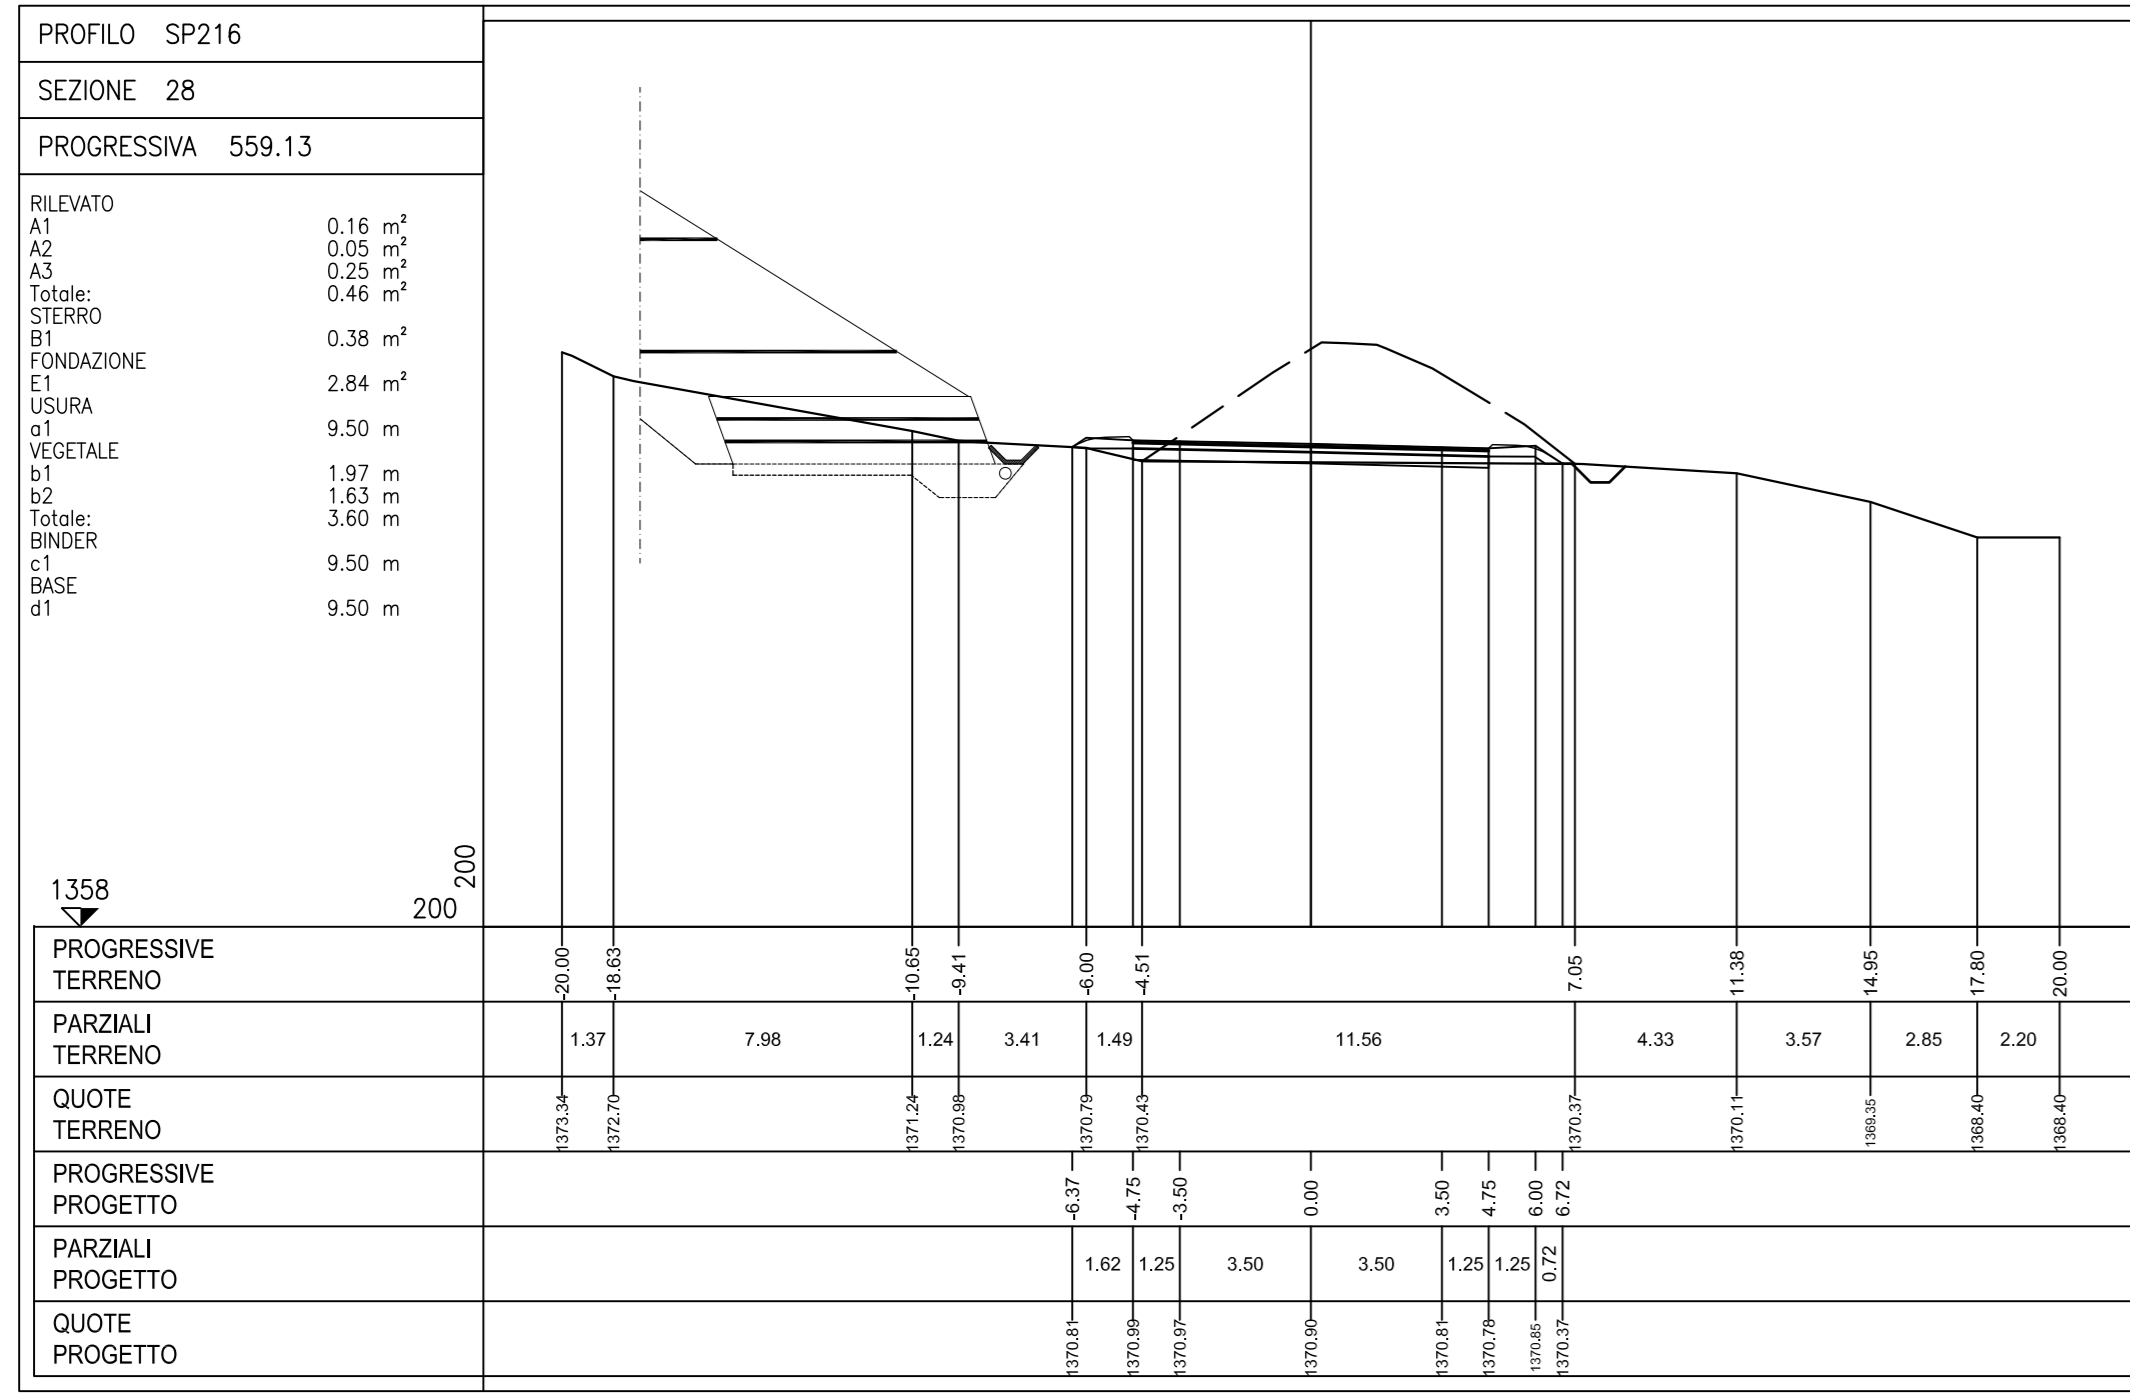 PROFILO SP216
SEZIONE 28
PROGRESSIVA 559.13
RILEVATO
A1 0.16 m²
A2 0.05 m²
A3 0.25 m²
Totale: 0.46 m²
STERRO
B1 0.38 m²
FONDAZIONE
E1 2.84 m²
USURA
a1 9.50 m
VEGETALE
b1 1.97 m
b2 1.63 m
Totale: 3.60 m
BINDER
c1 9.50 m
BASE
d1 9.50 m
200
1358 200
PROGRESSIVE
TERRENO
-20.00 -18.63 -10.65 -9.41 -6.00 -4.51 7.05 11.38 14.95 17.80 20.00
PARZIALI
TERRENO
1.37 7.98 1.24 3.41 1.49 11.56 4.33 3.57 2.85 2.20
QUOTE
TERRENO
1373.34 1372.70 1371.24 1370.98 1370.79 1370.43 1370.37 1370.11 1369.35 1368.40 1368.40
PROGRESSIVE
PROGETTO
-6.37 -4.75 -3.50 0.00 3.50 4.75 6.00 6.72
PARZIALI
PROGETTO
1.62 1.25 3.50 3.50 1.25 1.25 0.72
QUOTE
PROGETTO
1370.81 1370.99 1370.97 1370.90 1370.81 1370.78 1370.85 1370.37